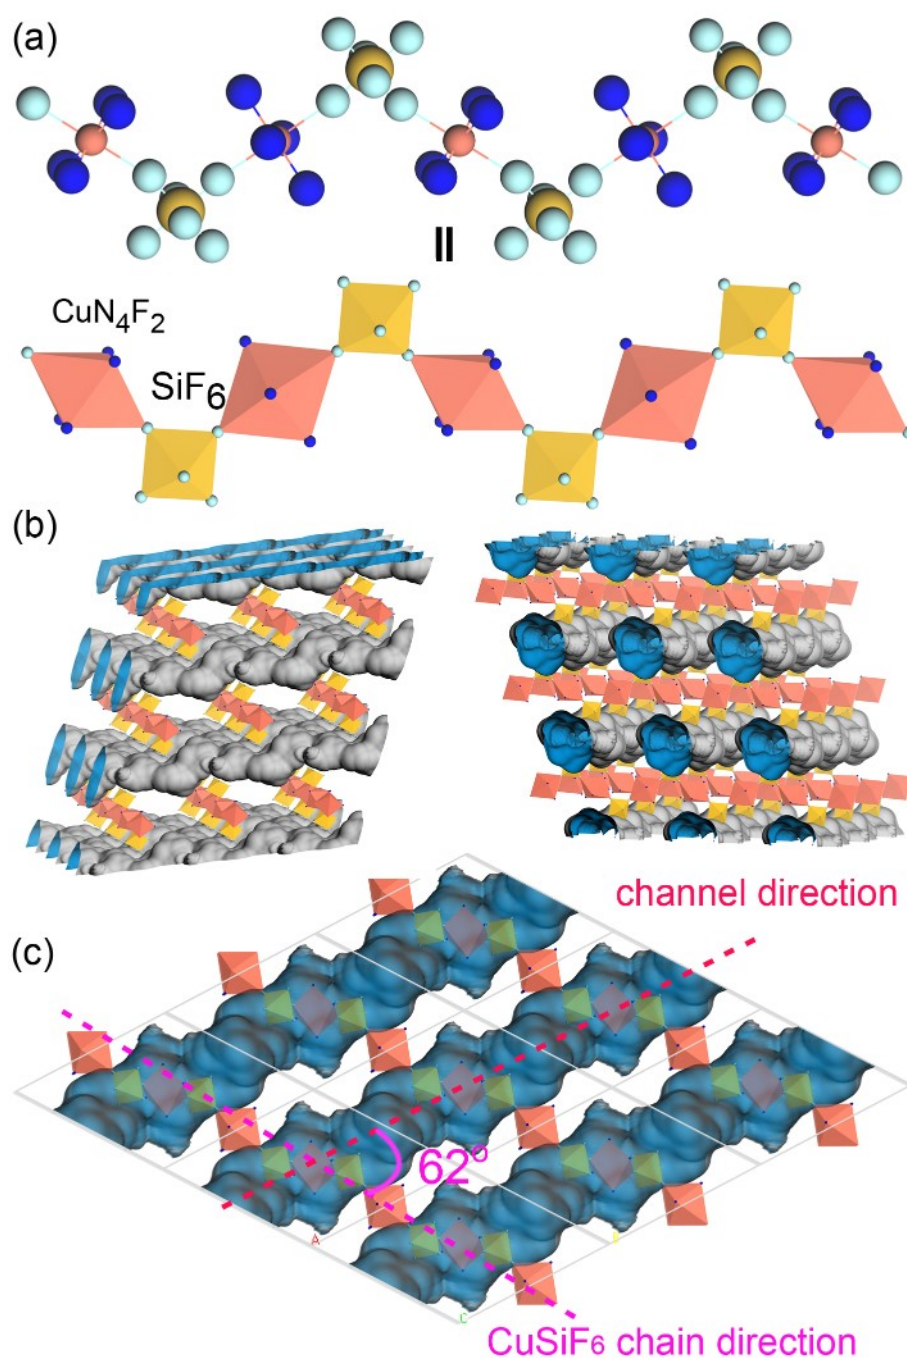 (a)
CuN4F2
SiF6
(b)
channel direction
(c)
62°
A
C
CuSiF6 chain direction